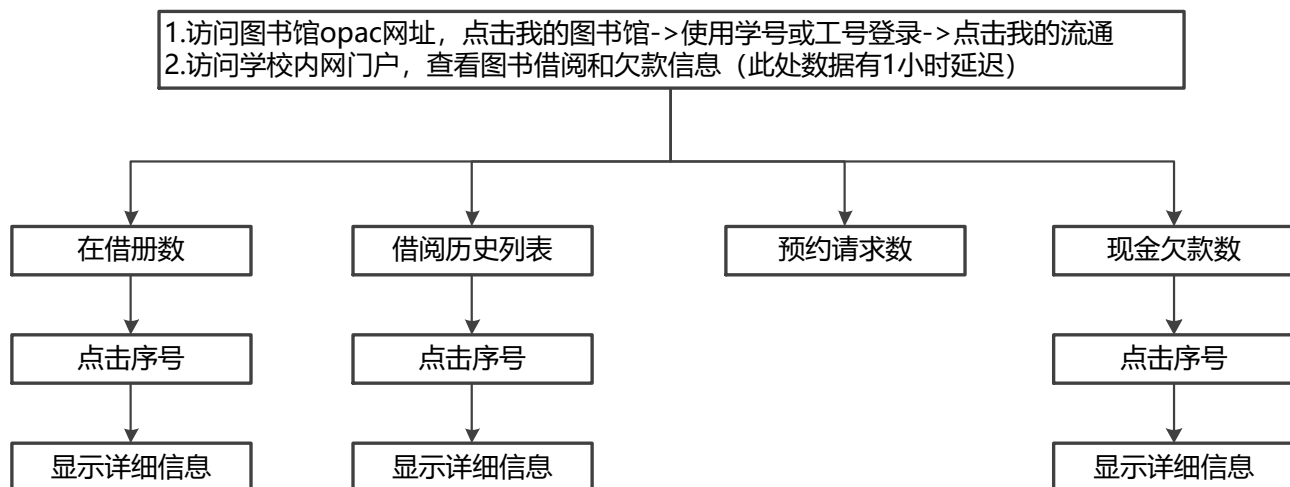 1.访问图书馆opac网址，点击我的图书馆->使用学号或工号登录->点击我的流通
2.访问学校内网门户，查看图书借阅和欠款信息（此处数据有1小时延迟）
在借册数
借阅历史列表
预约请求数
现金欠款数
点击序号
点击序号
点击序号
显示详细信息
显示详细信息
显示详细信息